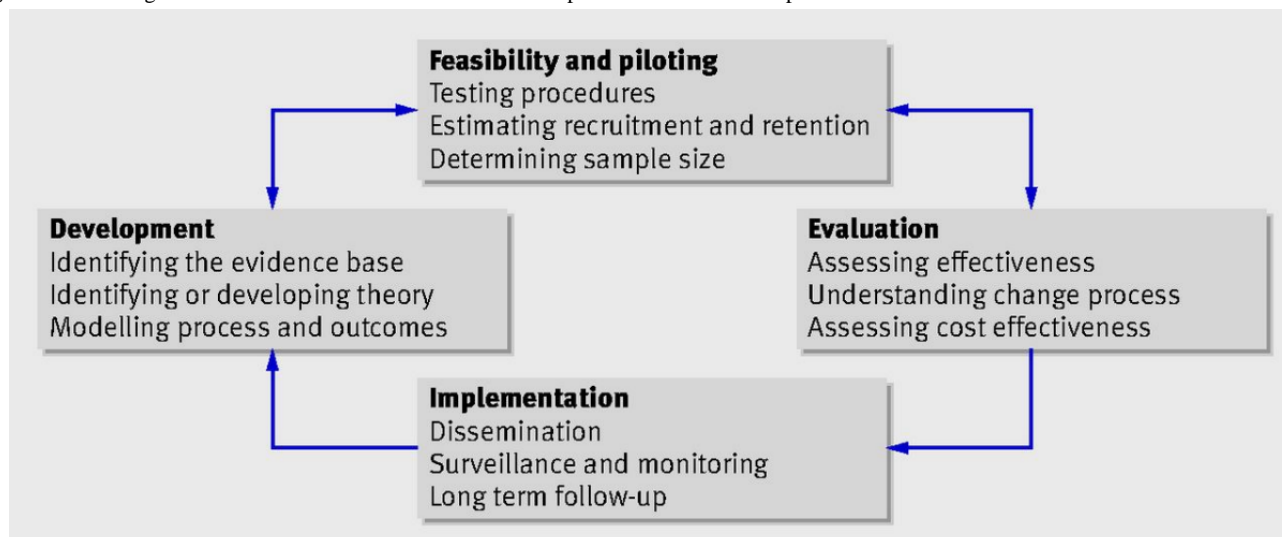 Feasibility and piloting
Testing procedures
Estimating recruitment and retention
Determining sample size
Development
Identifying the evidence base
Identifying or developing theory
Modelling process and outcomes
Evaluation
Assessing effectiveness
Understanding change process
Assessing cost effectiveness
Implementation
Dissemination
Surveillance and monitoring
Long term follow-up